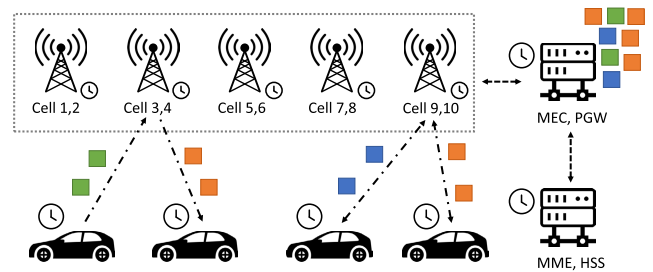 Cell 1,2
Cell 3,4
Cell 5,6
Cell 7,8
Cell 9,10
MEC, PGW
MME, HSS